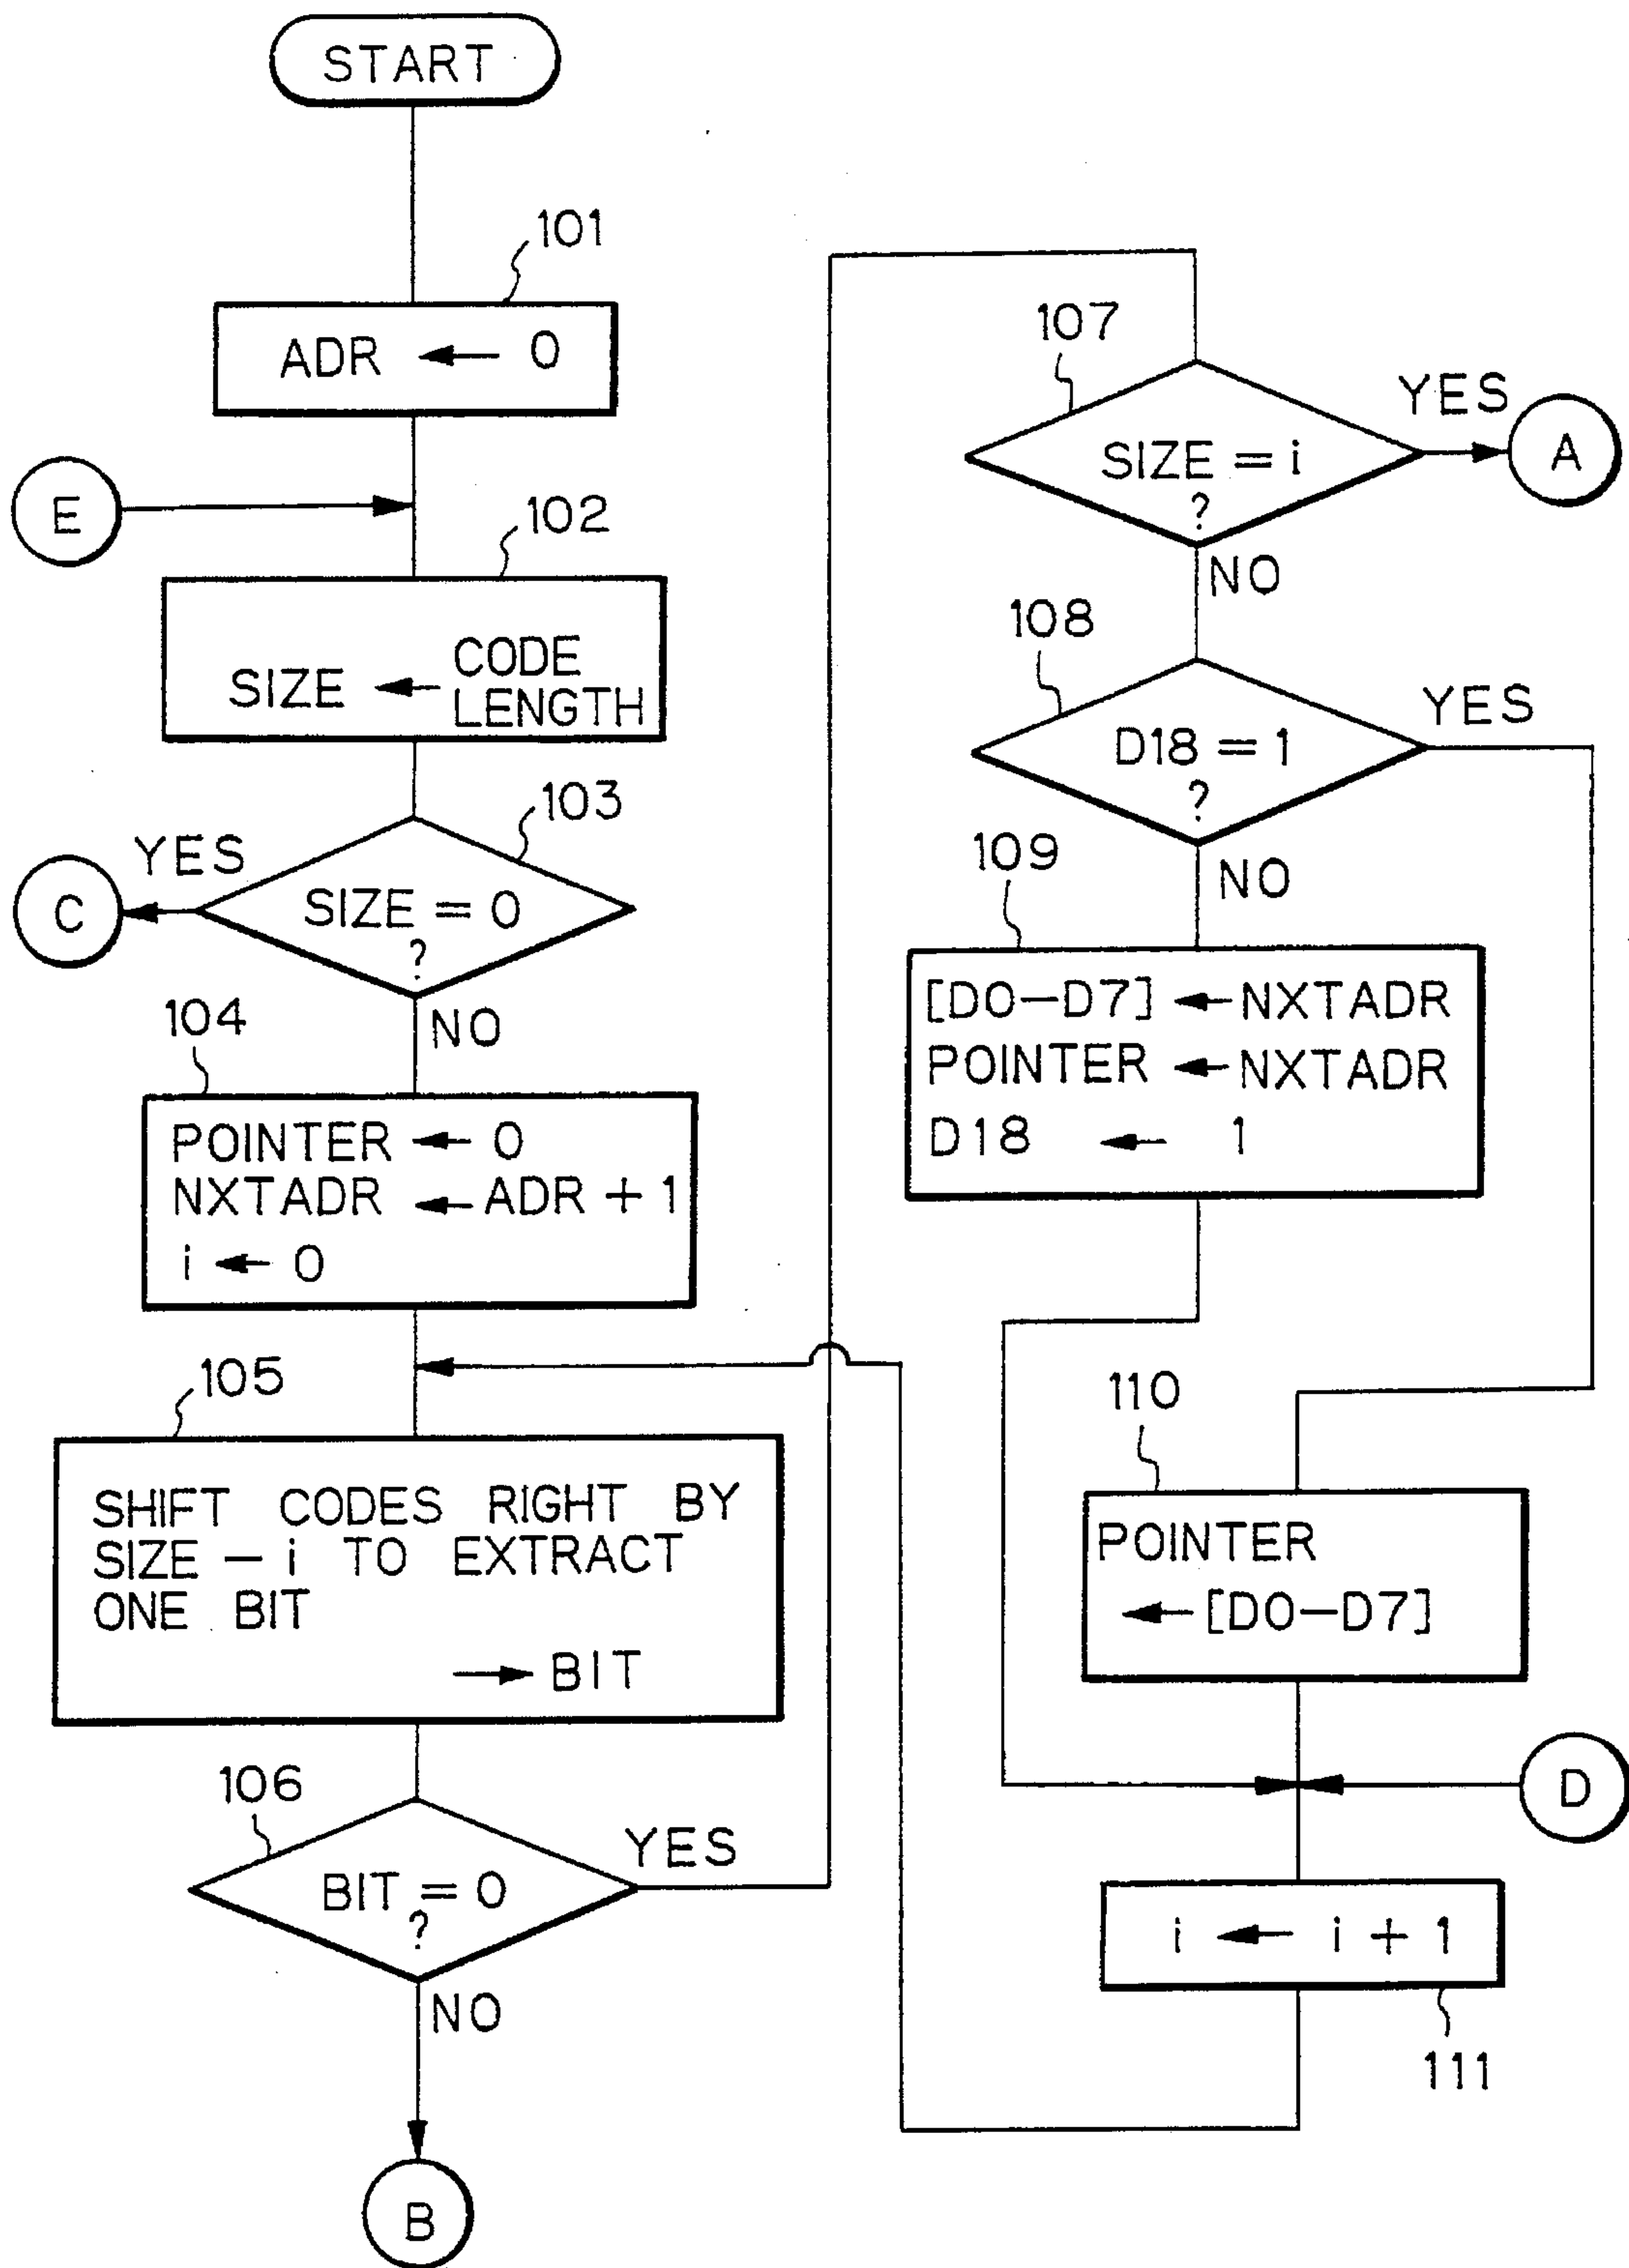 START
101
ADR ← 0
E
102
SIZE ← CODE
LENGTH
103
YES
C
SIZE = 0
?
NO
104
POINTER ← 0
NXTADR ← ADR + 1
i ← 0
105
SHIFT CODES RIGHT BY
SIZE – i TO EXTRACT
ONE BIT
→ BIT
106
YES
BIT = 0
?
NO
B
107
YES
SIZE = i
?
A
NO
108
YES
D18 = 1
?
NO
109
[D0–D7] ← NXTADR
POINTER ← NXTADR
D18 ← 1
110
POINTER
← [D0–D7]
D
i ← i + 1
111